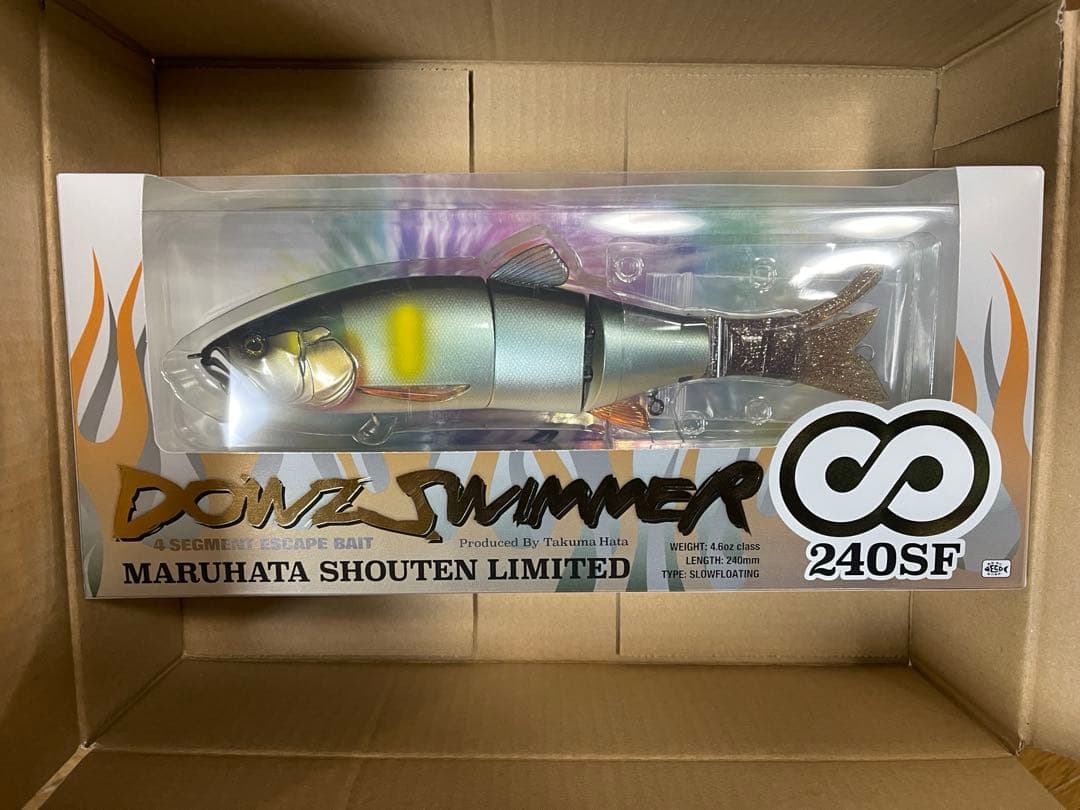 DOWZ SWIMMER
4 SEGMENT ESCAPE BAIT
Produced By Takuma Hata
MARUHATA SHOUTEN LIMITED
WEIGHT: 4.6oz class
LENGTH: 240mm
TYPE: SLOWFLOATING
240SF